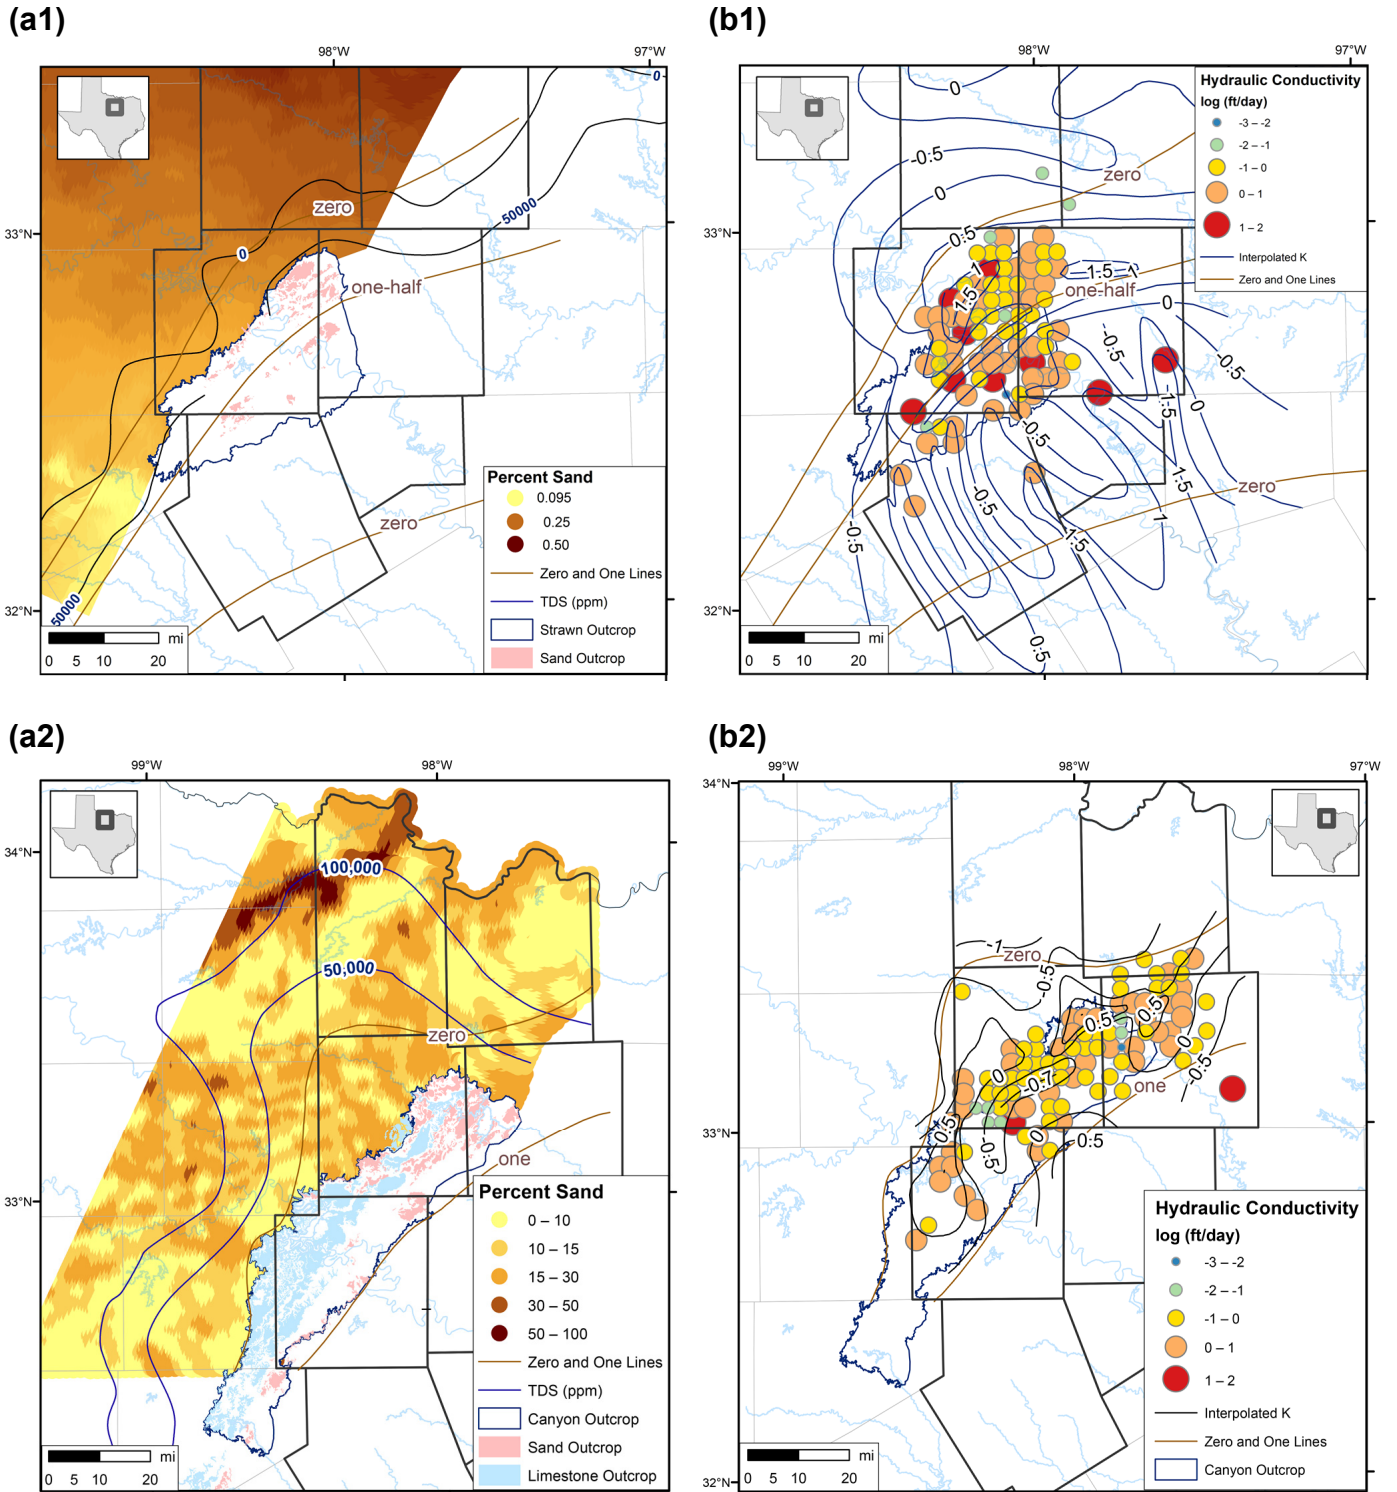 (a1)
98°W
97°W
0
zero
50000
33°N
0
one-half
zero
50000
32°N
Percent Sand
0.095
0.25
0.50
Zero and One Lines
TDS (ppm)
Strawn Outcrop
Sand Outcrop
mi
0 5 10 20
(b1)
98°W
97°W
Hydraulic Conductivity
log (ft/day)
-3 – -2
-2 – -1
-1 – 0
0 – 1
1 – 2
Interpolated K
Zero and One Lines
0
-0.5
zero
0
33°N
0.5
1
1.5
1
1.5
one-half
0
-0.5
-0.5
-1.5
0
-0.5
-0.5
1.5
zero
-0.5
1.5
1
0.5
32°N
mi
0 5 10 20
(a2)
99°W
98°W
34°N
100,000
50,000
zero
33°N
one
Percent Sand
0 – 10
10 – 15
15 – 30
30 – 50
50 – 100
Zero and One Lines
TDS (ppm)
Canyon Outcrop
Sand Outcrop
Limestone Outcrop
mi
0 5 10 20
(b2)
99°W
98°W
97°W
34°N
-1
zero
-0.5
0.5
0.5
0
0
-0.7
-0.5
one
33°N
0.5
-0.5
0
0.5
Hydraulic Conductivity
log (ft/day)
-3 – -2
-2 – -1
-1 – 0
0 – 1
1 – 2
Interpolated K
Zero and One Lines
Canyon Outcrop
32°N
mi
0 5 10 20